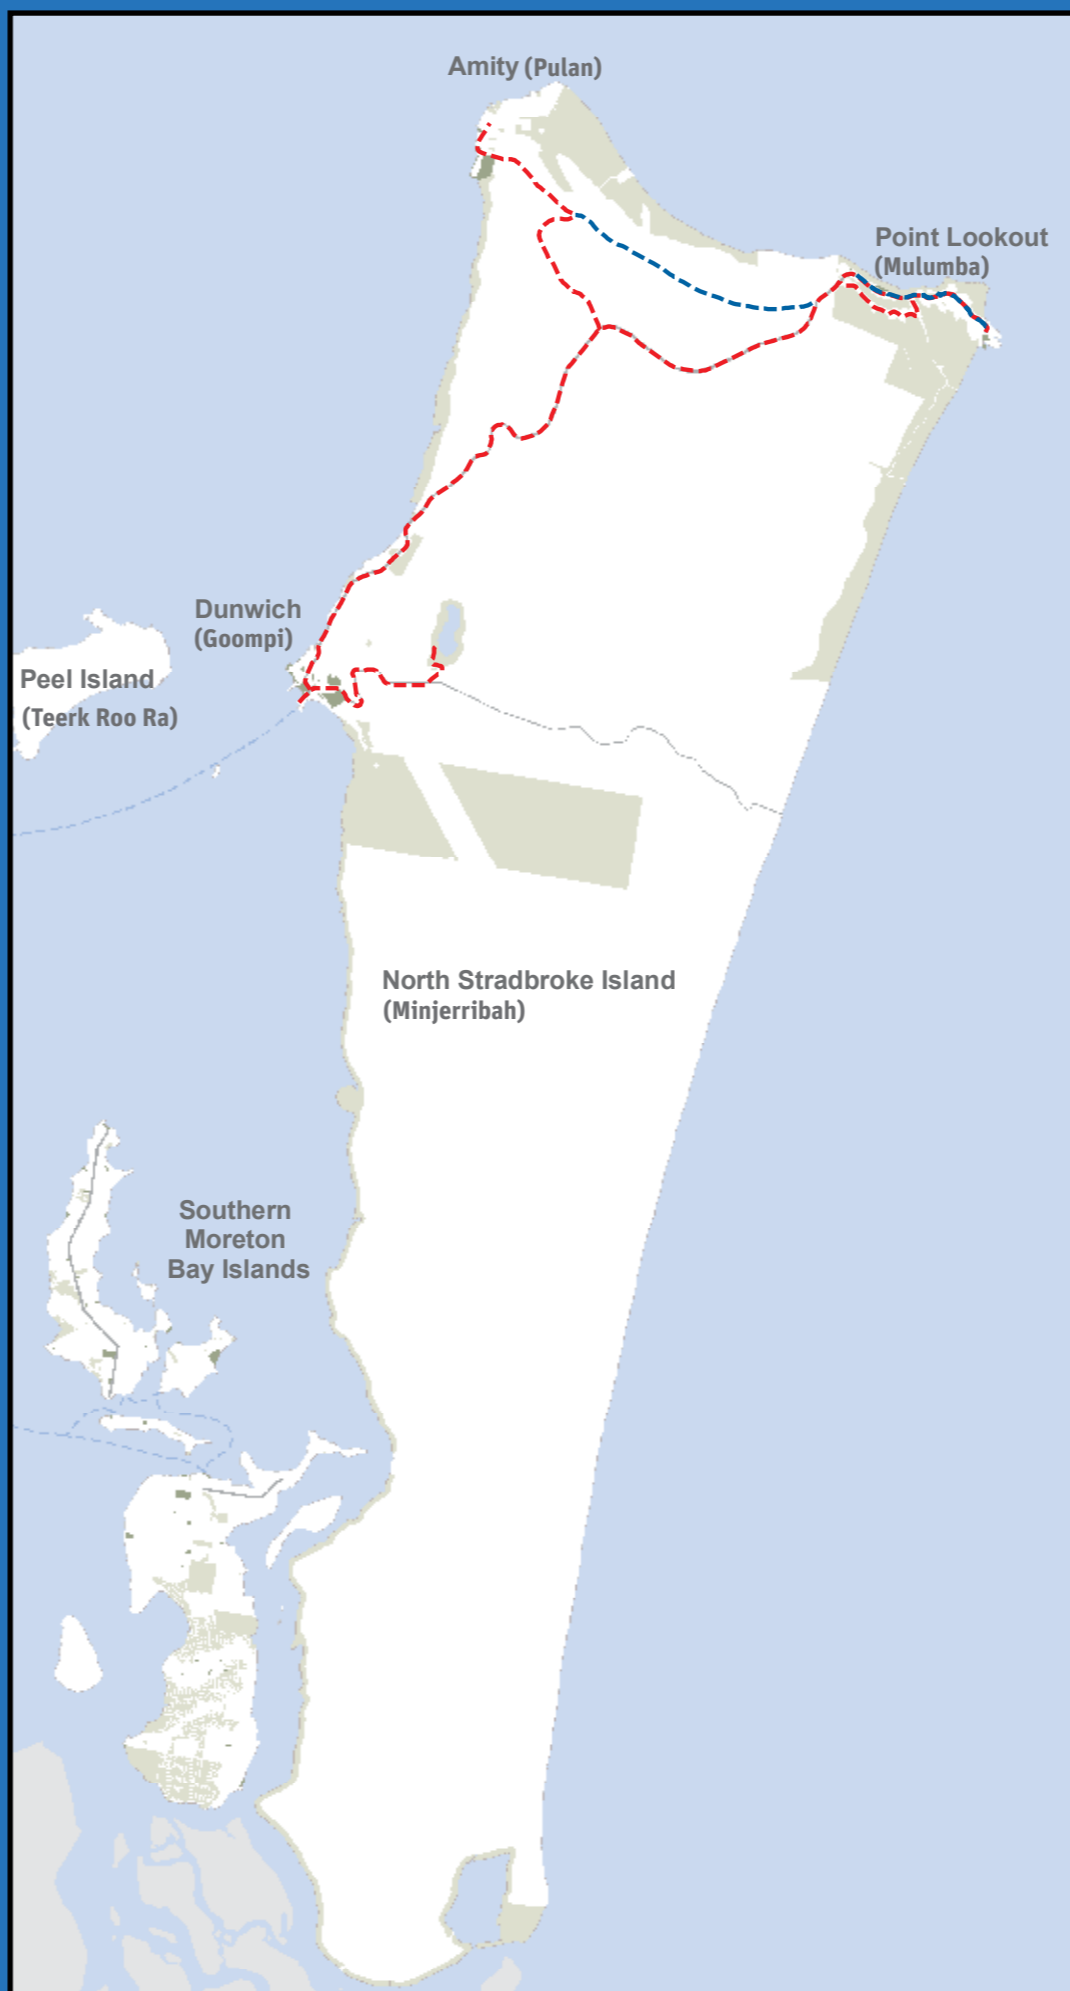 Amity (Pulan)
Point Lookout
(Mulumba)
Dunwich
(Goompi)
Peel Island
(Teerk Roo Ra)
North Stradbroke Island
(Minjerribah)
Southern
Moreton
Bay Islands